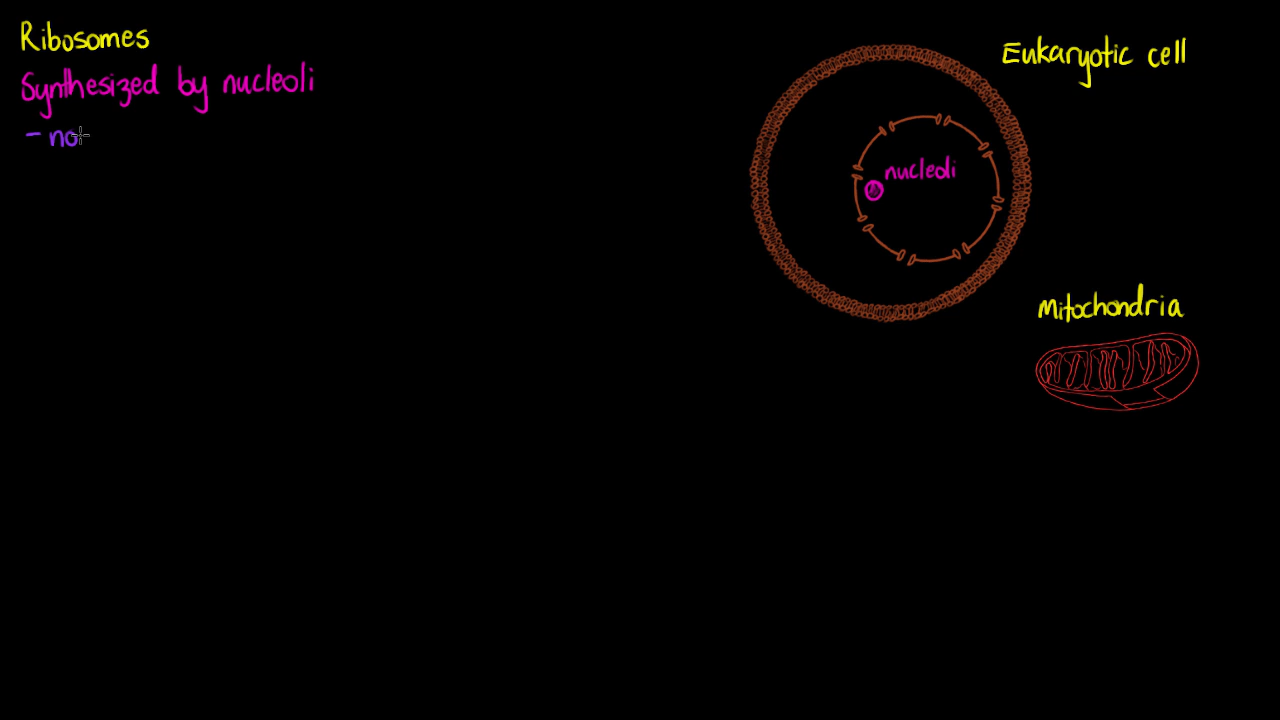 Ribosomes
Synthesized by nucleoli
- no
Eukaryotic cell
nucleoli
Mitochondria